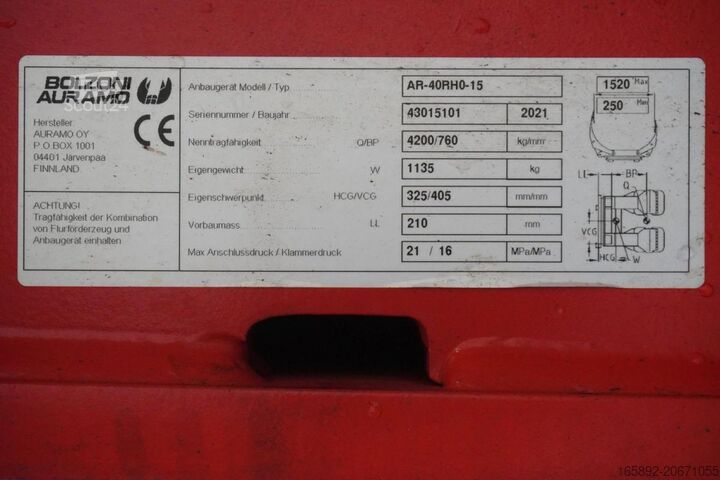 BOLZONI
AURAMO
Scout24
Hersteller
AURAMO OY
P.O.BOX 1001
04401 Järvenpää
FINNLAND
CE
ACHTUNG!
Tragfähigkeit der Kombination
von Flurförderzeug und
Anbaugerät einhalten
Anbaugerät Modell / Typ AR-40RH0-15
Seriennummer / Baujahr 43015101 2021
Nenntragfähigkeit Q/BP 4200/760 kg/mm
Eigengewicht W 1135 kg
Eigenschwerpunkt HCG/VCG 325/405 mm/mm
Vorbaumass LL 210 mm
Max Anschlussdruck / Klammerdruck 21 / 16 MPa/MPa
1520 Max
250 Min
LL BP
Q
VCG
HCG W
165892-20671055